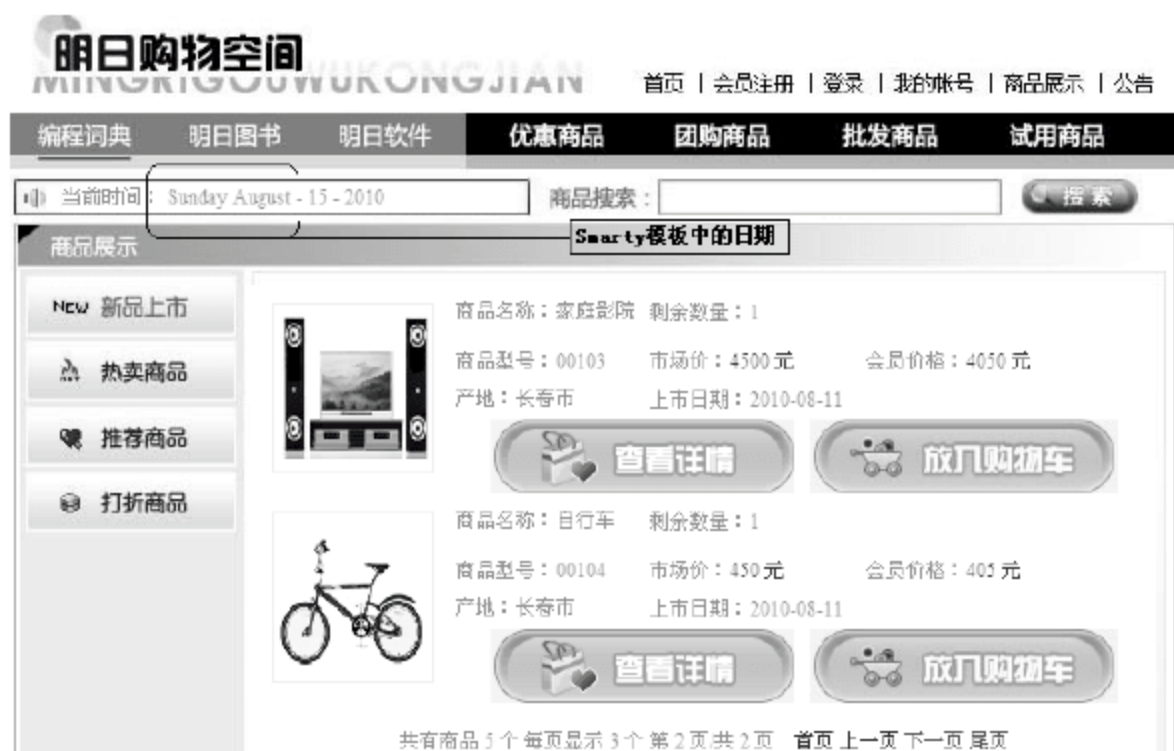 明日购物空间
MINGRIGOUWUKONGJIAN
首页 | 会员注册 | 登录 | 我的帐号 | 商品展示 | 公告
编程词典 明日图书 明日软件 优惠商品 团购商品 批发商品 试用商品
当前时间： Sunday August - 15 - 2010 商品搜索： 搜索
Smarty模板中的日期
商品展示
NEW 新品上市
热卖商品
推荐商品
打折商品
商品名称：家庭影院 剩余数量：1
商品型号：00103 市场价：4500 元 会员价格：4050 元
产地：长春市 上市日期：2010-08-11
查看详情 放入购物车
商品名称：自行车 剩余数量：1
商品型号：00104 市场价：450 元 会员价格：405 元
产地：长春市 上市日期：2010-08-11
查看详情 放入购物车
共有商品 5 个 每页显示 3 个 第 2 页/共 2 页 首页 上一页 下一页 尾页